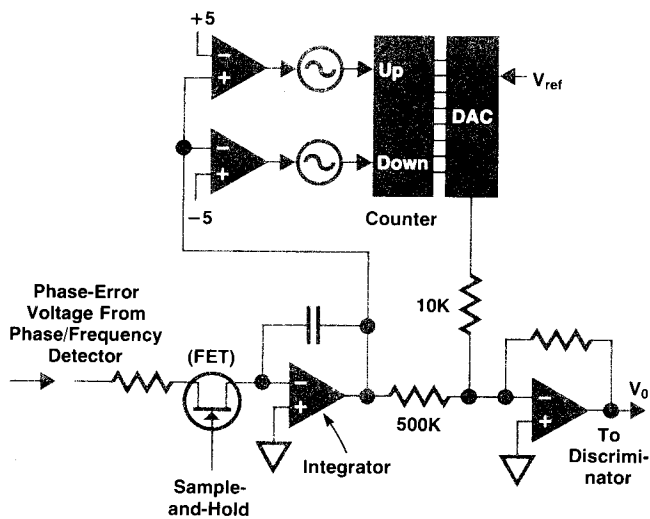 +5
−
+
Up
DAC
V_ref
−
+
Down
−5
Counter
Phase-Error
Voltage From
Phase/Frequency
Detector
(FET)
10K
−
+
500K
−
+
V_0
Integrator
To
Discrimi-
nator
Sample-
and-Hold